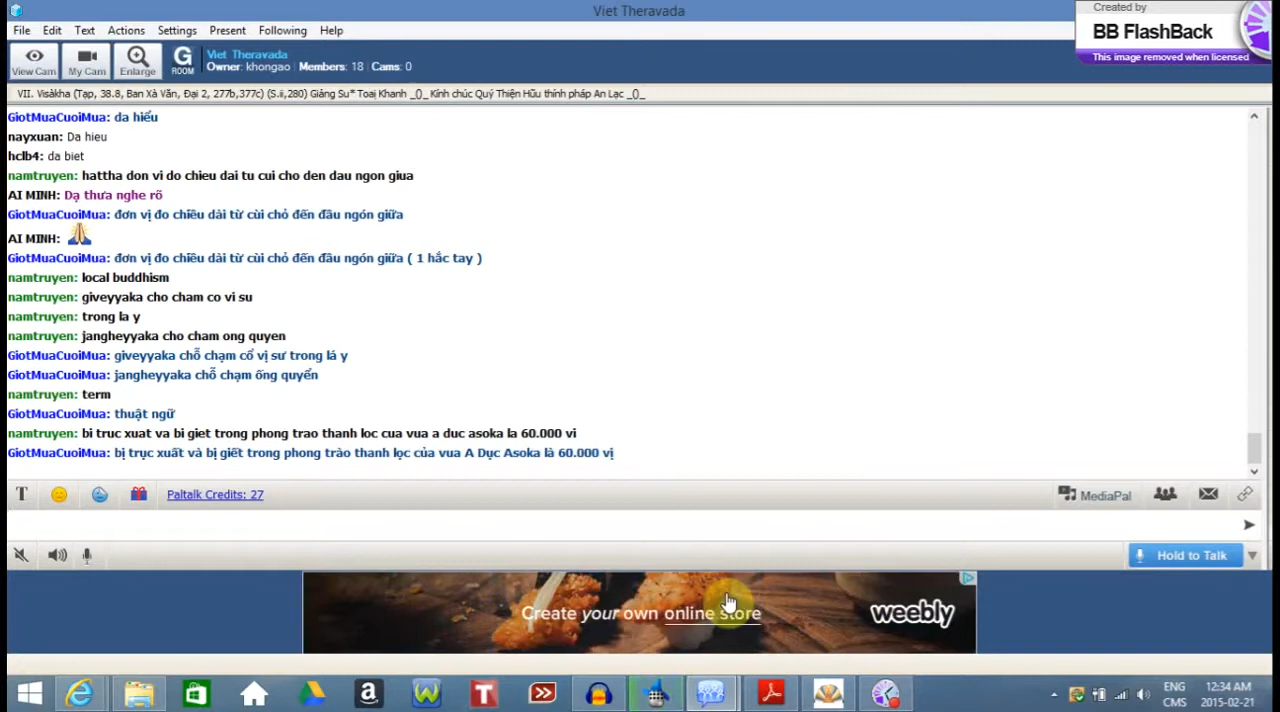 Viet Theravada
Created by
BB FlashBack
This image removed when licensed
File Edit Text Actions Settings Present Following Help
View Cam My Cam Enlarge G ROOM
Viet Theravada
Owner: khongao Members: 18 Cams: 0
VII. Visàkha (Tạp, 38.8, Ban Xà Văn, Đại 2, 277b,377c) (S.ii,280) Giảng Sư* Toại Khanh _()_ Kính chúc Quý Thiện Hữu thính pháp An Lạc _()_
GiotMuaCuoiMua: da hiểu
nayxuan: Da hieu
hclb4: da biet
namtruyen: hattha don vi do chieu dai tu cui cho den dau ngon giua
AI MINH: Dạ thưa nghe rõ
GiotMuaCuoiMua: đơn vị đo chiều dài từ cùi chỏ đến đầu ngón giữa
AI MINH:
GiotMuaCuoiMua: đơn vị đo chiều dài từ cùi chỏ đến đầu ngón giữa ( 1 hắc tay )
namtruyen: local buddhism
namtruyen: giveyyaka cho cham co vi su
namtruyen: trong la y
namtruyen: jangheyyaka cho cham ong quyen
GiotMuaCuoiMua: giveyyaka chỗ chạm cổ vị sư trong lá y
GiotMuaCuoiMua: jangheyyaka chỗ chạm ống quyển
namtruyen: term
GiotMuaCuoiMua: thuật ngữ
namtruyen: bi truc xuat va bi giet trong phong trao thanh loc cua vua a duc asoka la 60.000 vi
GiotMuaCuoiMua: bị trục xuất và bị giết trong phong trào thanh lọc của vua A Dục Asoka là 60.000 vị
T Paltalk Credits: 27 MediaPal
Hold to Talk
Create your own online store weebly
ENG 12:34 AM
CMS 2015-02-21